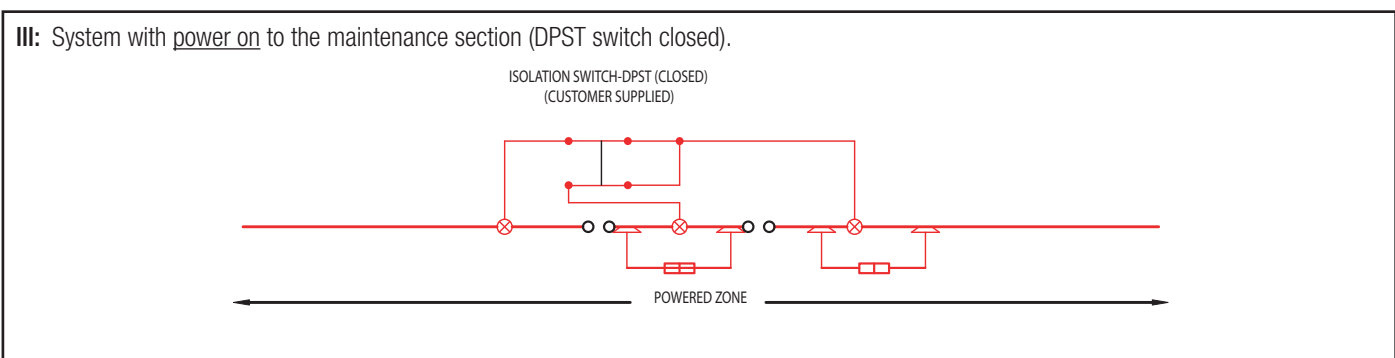 III: System with power on to the maintenance section (DPST switch closed).
ISOLATION SWITCH-DPST (CLOSED)
(CUSTOMER SUPPLIED)
POWERED ZONE